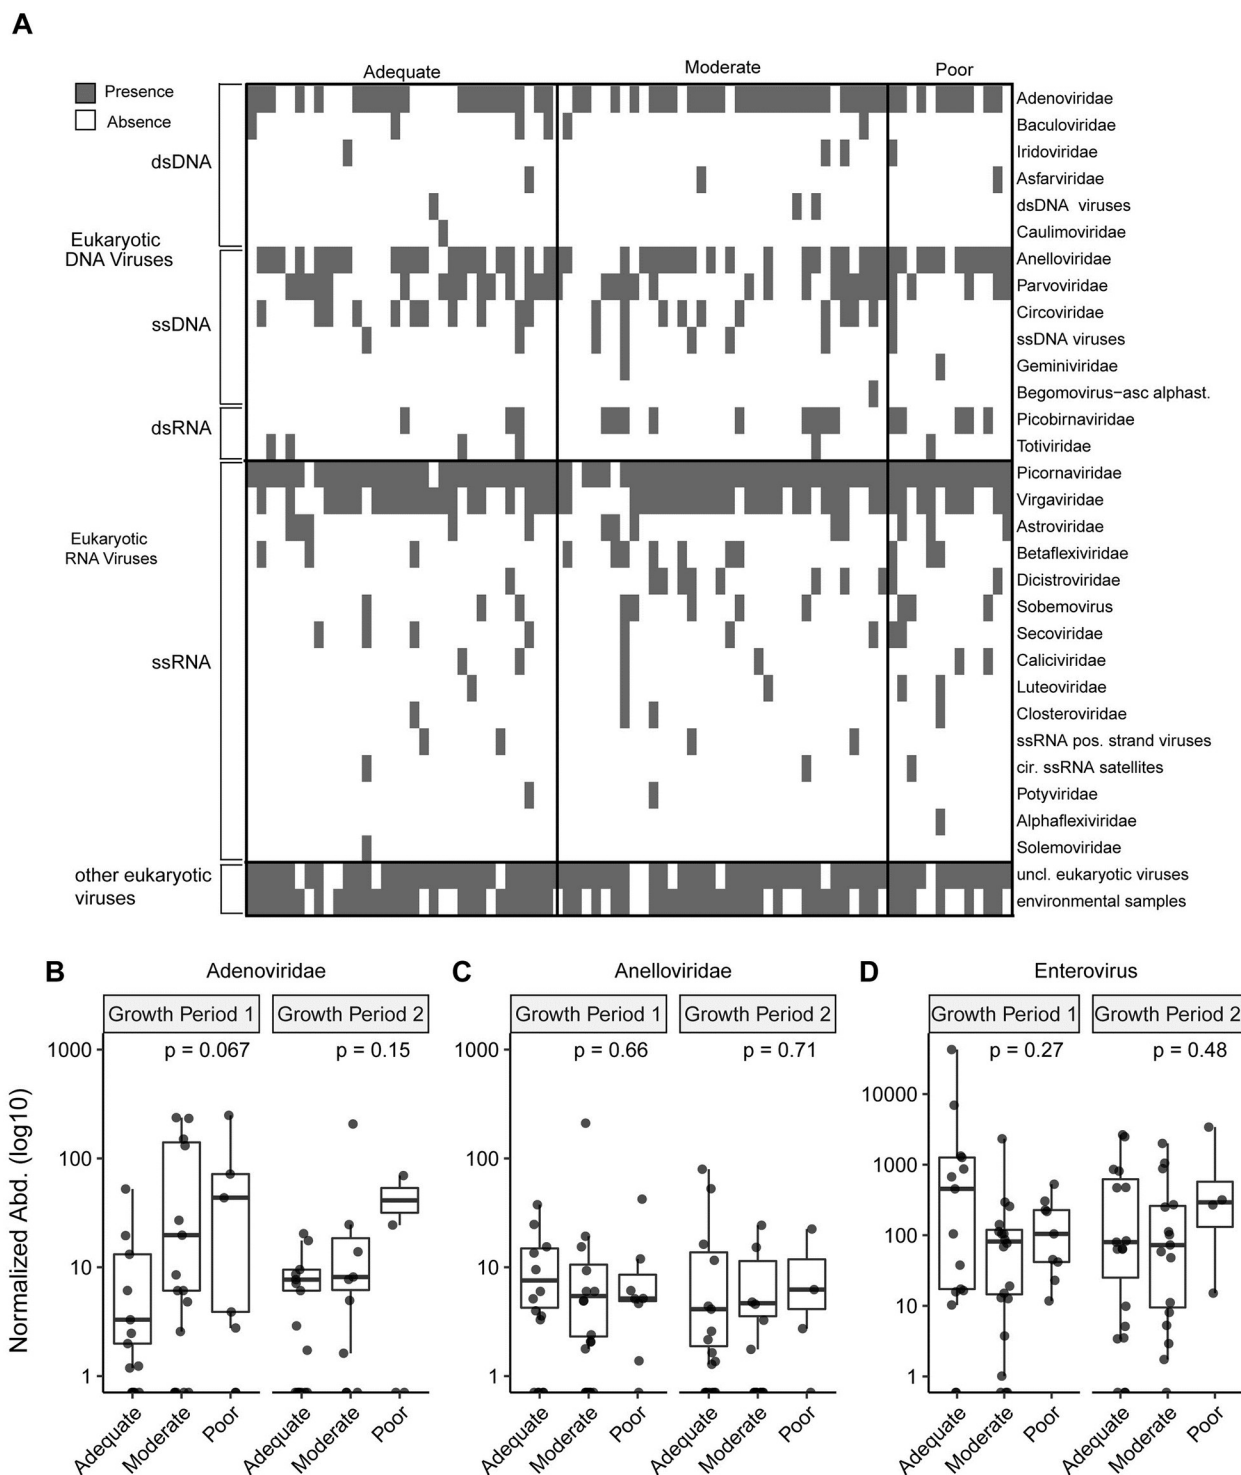 A
Adequate Moderate Poor
Presence
Absence
dsDNA
Eukaryotic
DNA Viruses
ssDNA
dsRNA
Eukaryotic
RNA Viruses
ssRNA
other eukaryotic
viruses
Adenoviridae
Baculoviridae
Iridoviridae
Asfarviridae
dsDNA viruses
Caulimoviridae
Anelloviridae
Parvoviridae
Circoviridae
ssDNA viruses
Geminiviridae
Begomovirus−asc alphast.
Picobirnaviridae
Totiviridae
Picornaviridae
Virgaviridae
Astroviridae
Betaflexiviridae
Dicistroviridae
Sobemovirus
Secoviridae
Caliciviridae
Luteoviridae
Closteroviridae
ssRNA pos. strand viruses
cir. ssRNA satellites
Potyviridae
Alphaflexiviridae
Solemoviridae
uncl. eukaryotic viruses
environmental samples
B Adenoviridae
Growth Period 1 Growth Period 2
p = 0.067 p = 0.15
Normalized Abd. (log10)
1000
100
10
1
Adequate Moderate Poor Adequate Moderate Poor
C Anelloviridae
Growth Period 1 Growth Period 2
p = 0.66 p = 0.71
1000
100
10
1
Adequate Moderate Poor Adequate Moderate Poor
D Enterovirus
Growth Period 1 Growth Period 2
p = 0.27 p = 0.48
10000
1000
100
10
1
Adequate Moderate Poor Adequate Moderate Poor